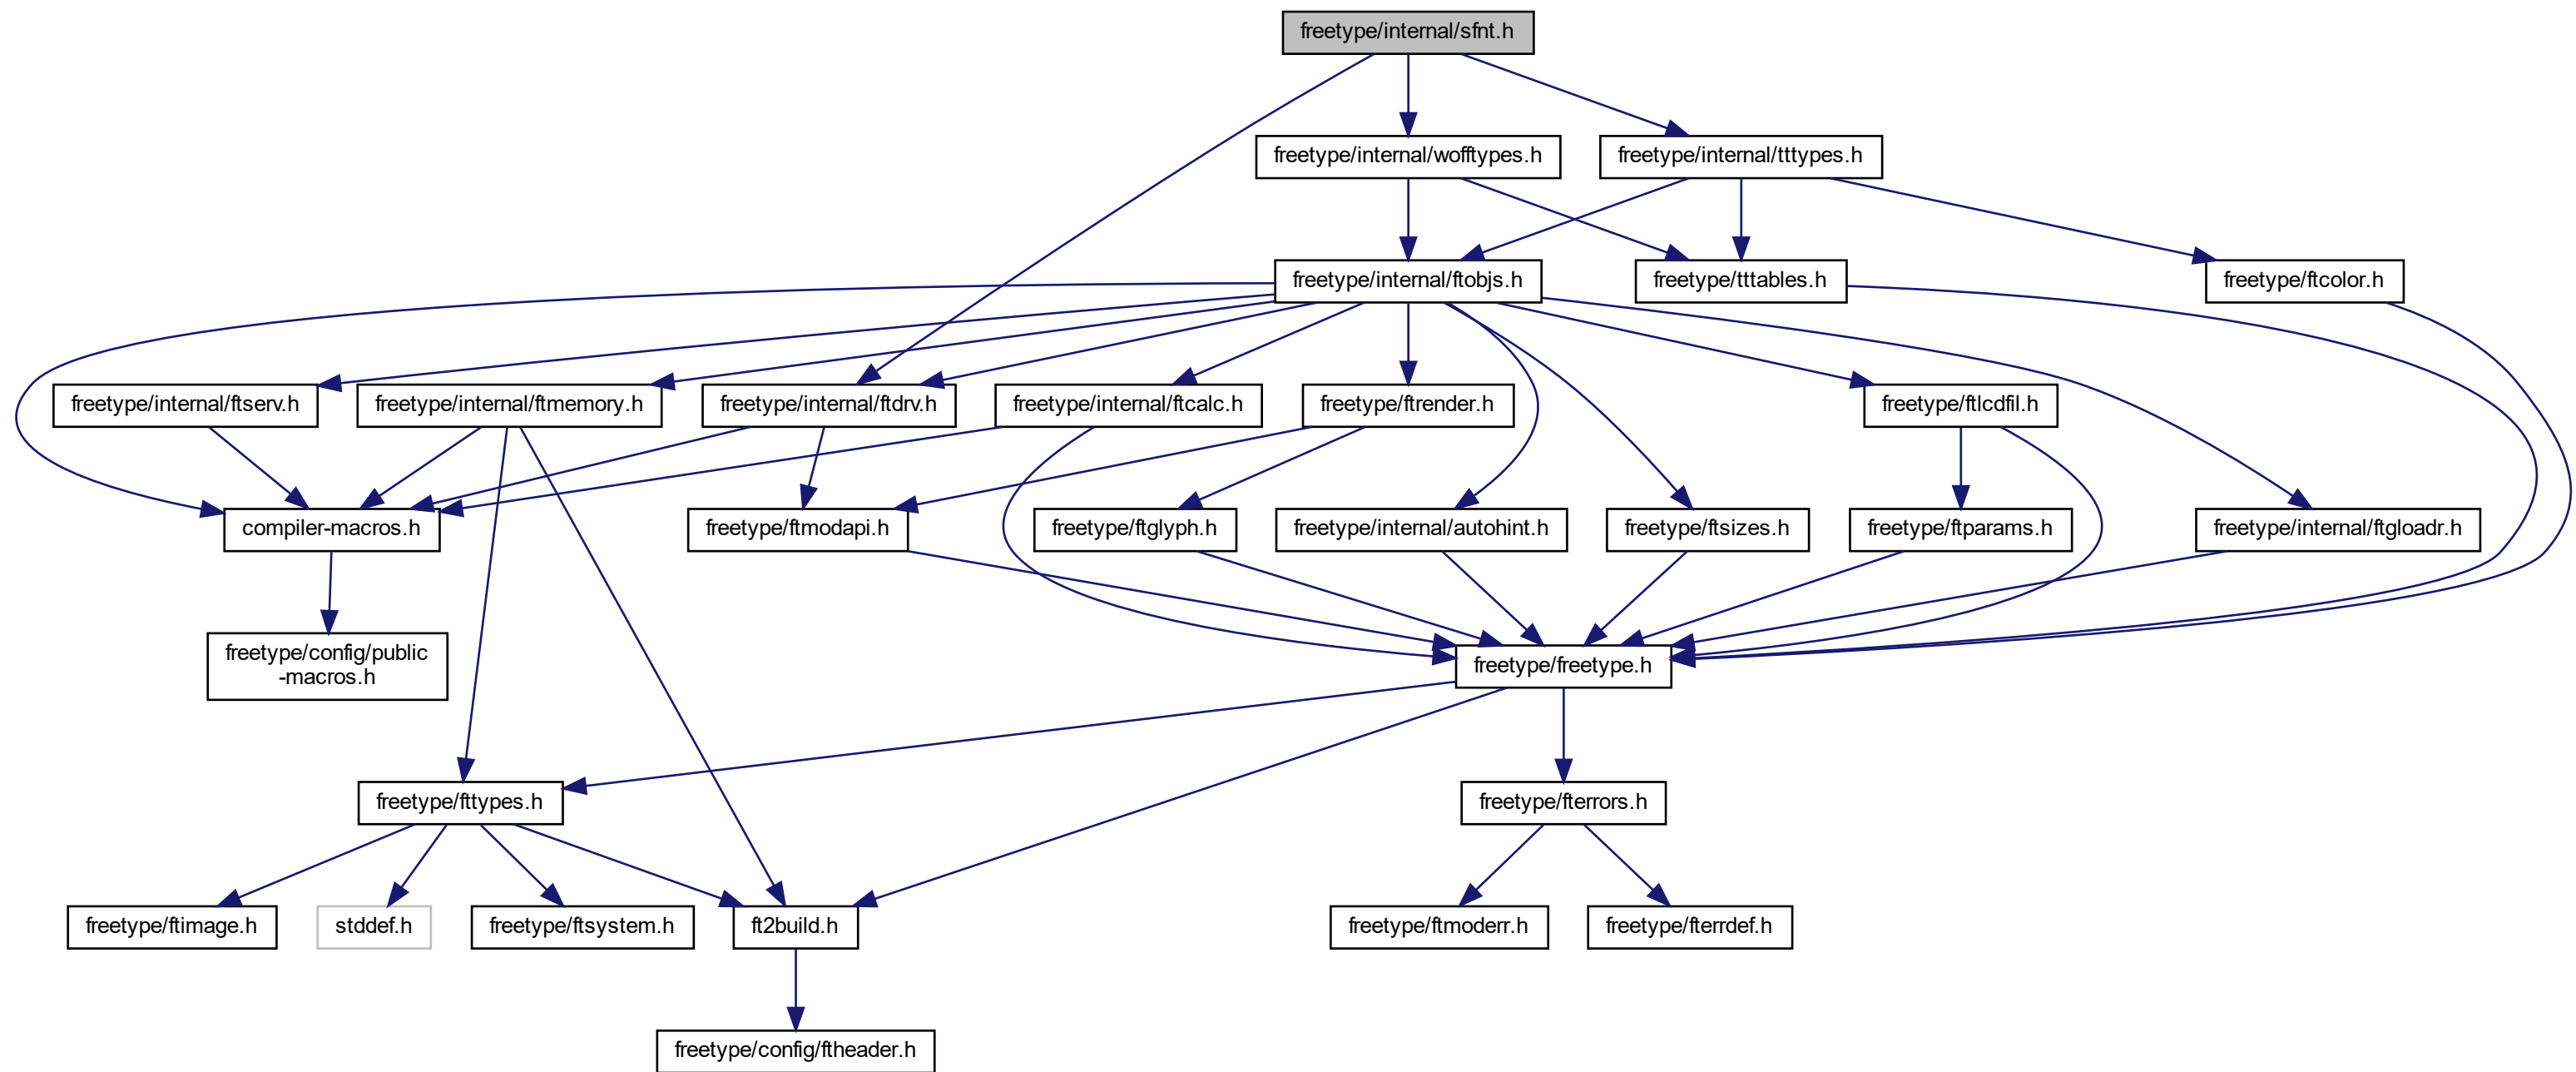 freetype/internal/sfnt.h
freetype/internal/wofftypes.h
freetype/internal/tttypes.h
freetype/internal/ftobjs.h
freetype/tttables.h
freetype/ftcolor.h
freetype/internal/ftserv.h
freetype/internal/ftmemory.h
freetype/internal/ftdrv.h
freetype/internal/ftcalc.h
freetype/ftrender.h
freetype/ftlcdfil.h
compiler-macros.h
freetype/ftmodapi.h
freetype/ftglyph.h
freetype/internal/autohint.h
freetype/ftsizes.h
freetype/ftparams.h
freetype/internal/ftgloadr.h
freetype/config/public
-macros.h
freetype/freetype.h
freetype/fttypes.h
freetype/fterrors.h
freetype/ftimage.h
stddef.h
freetype/ftsystem.h
ft2build.h
freetype/ftmoderr.h
freetype/fterrdef.h
freetype/config/ftheader.h